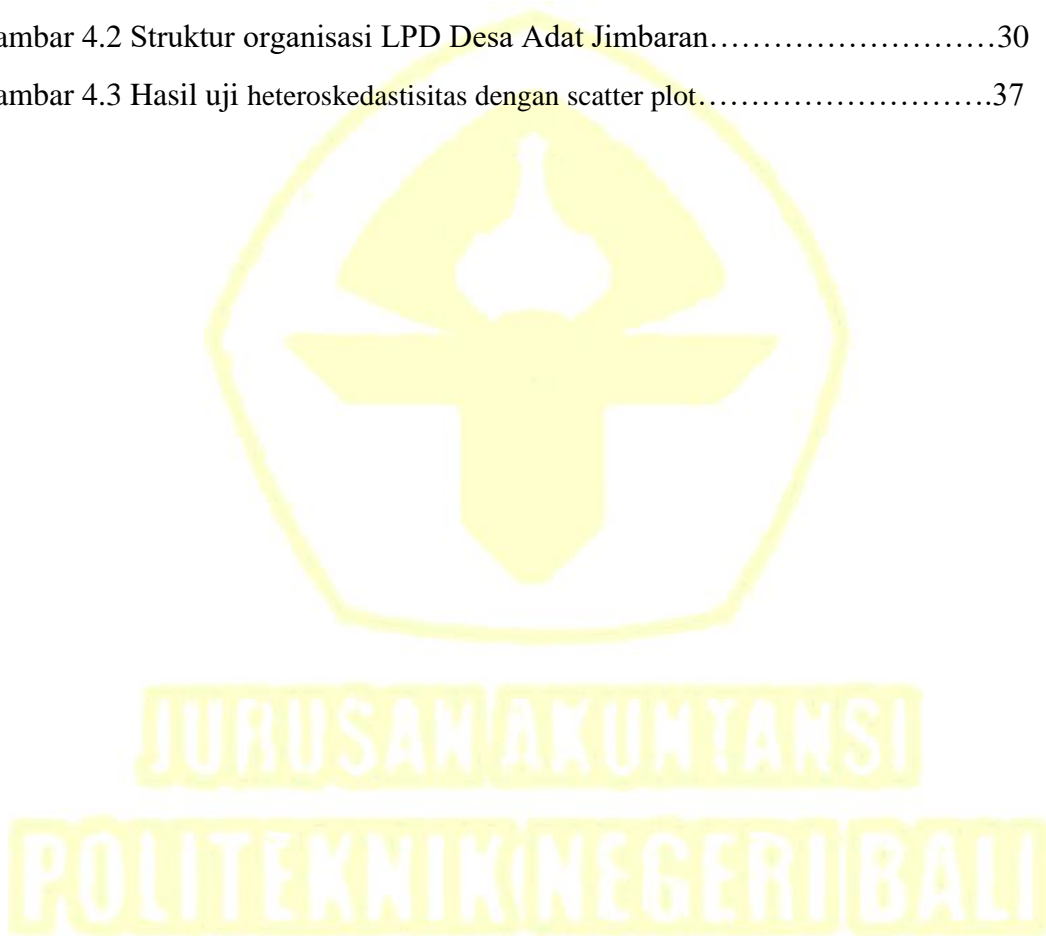 ambar 4.2 Struktur organisasi LPD Desa Adat Jimbaran………………………30
ambar 4.3 Hasil uji heteroskedastisitas dengan scatter plot……………………….37
JURUSAN AKUNTANSI
POLITEKNIK NEGERI BALI